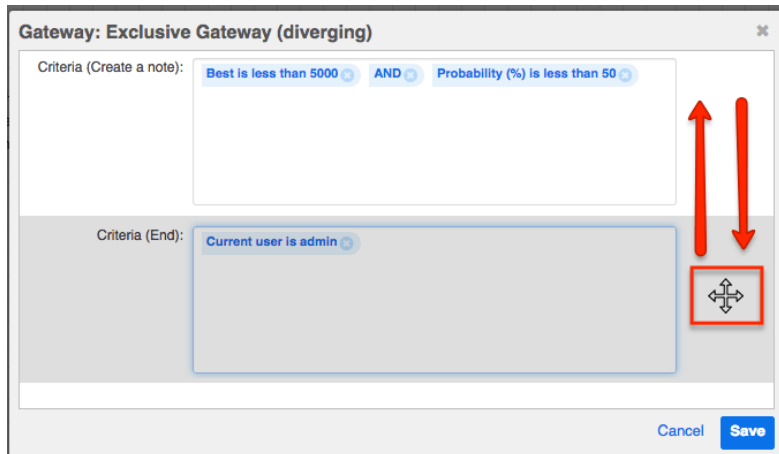 Gateway: Exclusive Gateway (diverging)
Criteria (Create a note):
Best is less than 5000 AND Probability (%) is less than 50
Criteria (End):
Current user is admin
Cancel Save